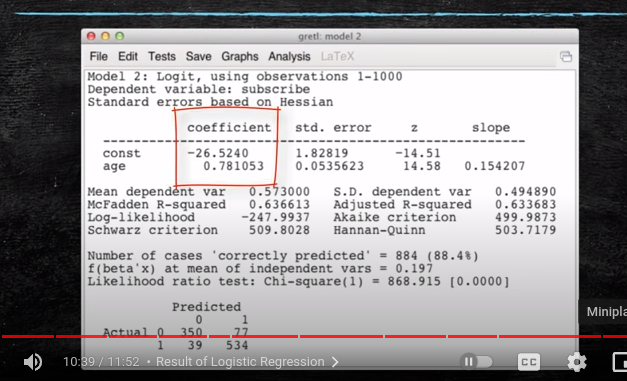 gretl: model 2
File Edit Tests Save Graphs Analysis LaTeX
Model 2: Logit, using observations 1-1000
Dependent variable: subscribe
Standard errors based on Hessian
coefficient std. error z slope
const -26.5240 1.82819 -14.51
age 0.781053 0.0535623 14.58 0.154207
Mean dependent var 0.573000 S.D. dependent var 0.494890
McFadden R-squared 0.636613 Adjusted R-squared 0.633683
Log-likelihood -247.9937 Akaike criterion 499.9873
Schwarz criterion 509.8028 Hannan-Quinn 503.7179
Number of cases 'correctly predicted' = 884 (88.4%)
f(beta'x) at mean of independent vars = 0.197
Likelihood ratio test: Chi-square(1) = 868.915 [0.0000]
Predicted
0 1
Actual 0 350 77
1 39 534
Minipla
10:39 / 11:52 • Result of Logistic Regression
CC